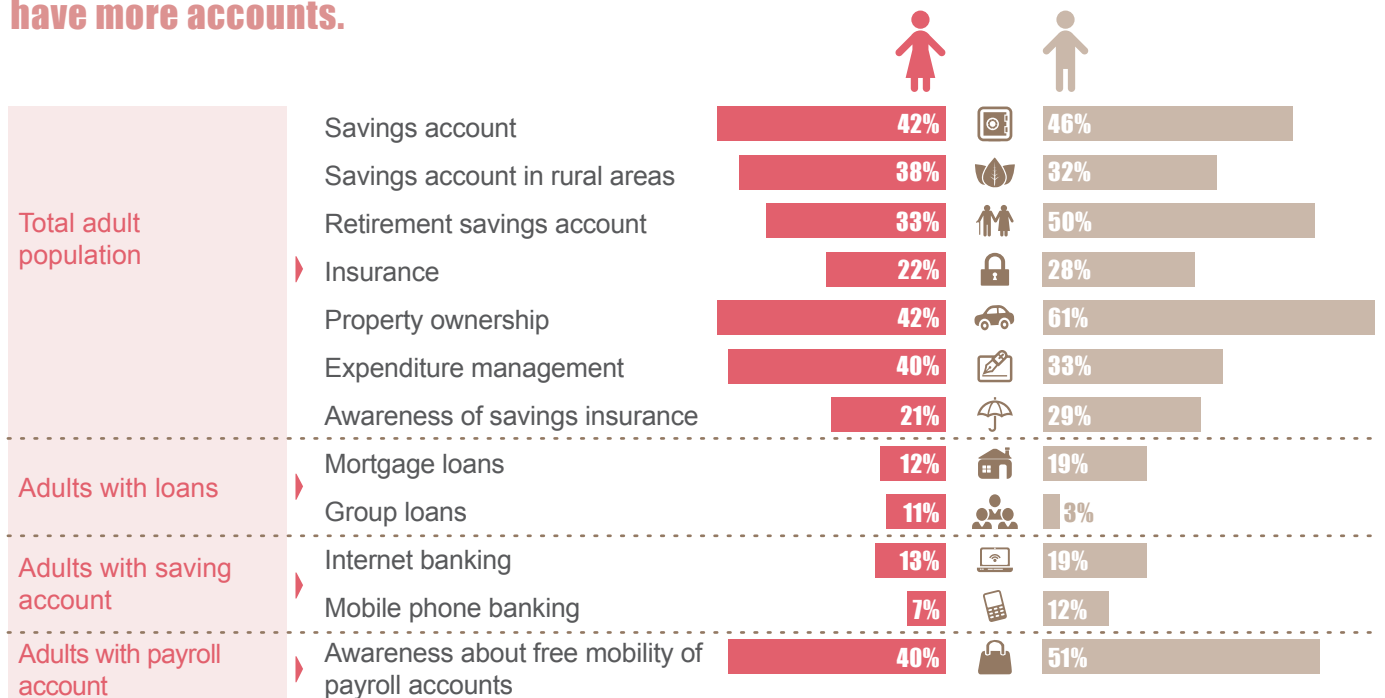 have more accounts.
Savings account 42% 46%
Savings account in rural areas 38% 32%
Total adult
population
Retirement savings account 33% 50%
Insurance 22% 28%
Property ownership 42% 61%
Expenditure management 40% 33%
Awareness of savings insurance 21% 29%
Adults with loans
Mortgage loans 12% 19%
Group loans 11% 3%
Adults with saving
account
Internet banking 13% 19%
Mobile phone banking 7% 12%
Adults with payroll
account
Awareness about free mobility of
payroll accounts
40% 51%